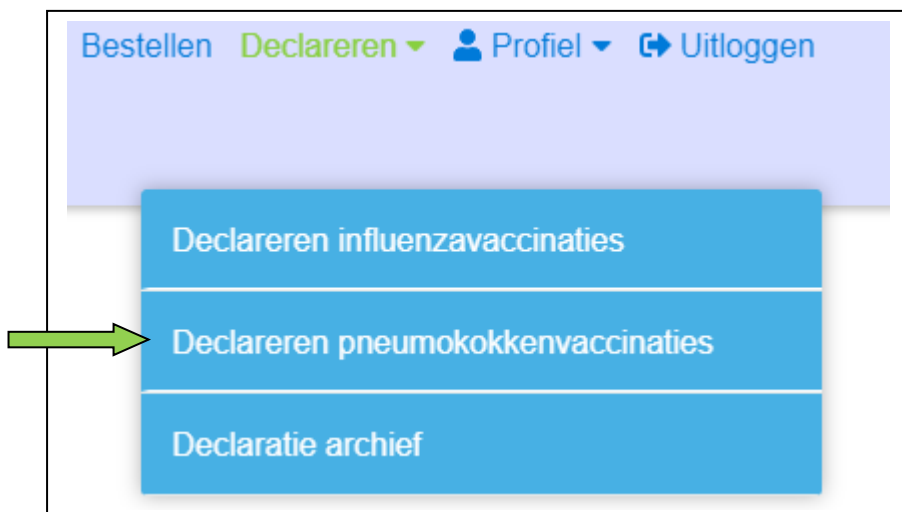 Bestellen Declareren Profiel Uitloggen
Declareren influenzavaccinaties
Declareren pneumokokkenvaccinaties
Declaratie archief